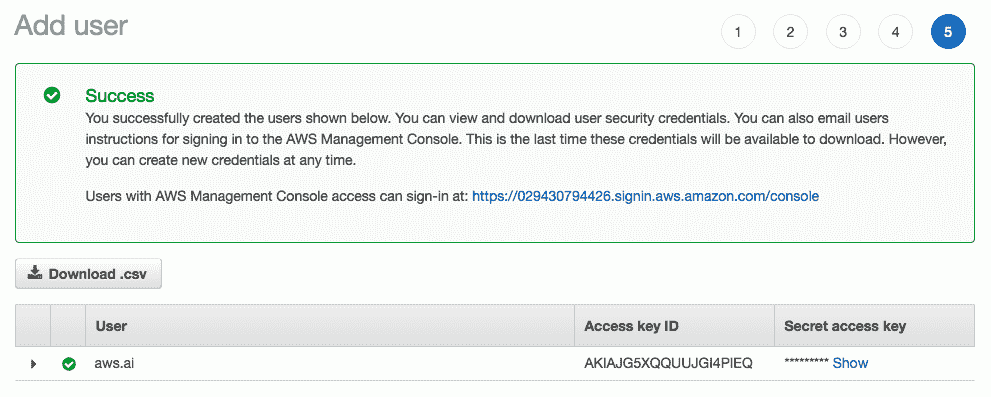 Add user
1 2 3 4 5
Success
You successfully created the users shown below. You can view and download user security credentials. You can also email users
instructions for signing in to the AWS Management Console. This is the last time these credentials will be available to download. However,
you can create new credentials at any time.
Users with AWS Management Console access can sign-in at: https://029430794426.signin.aws.amazon.com/console
Download .csv
User Access key ID Secret access key
aws.ai AKIAJG5XQQUUJGI4PIEQ ********* Show